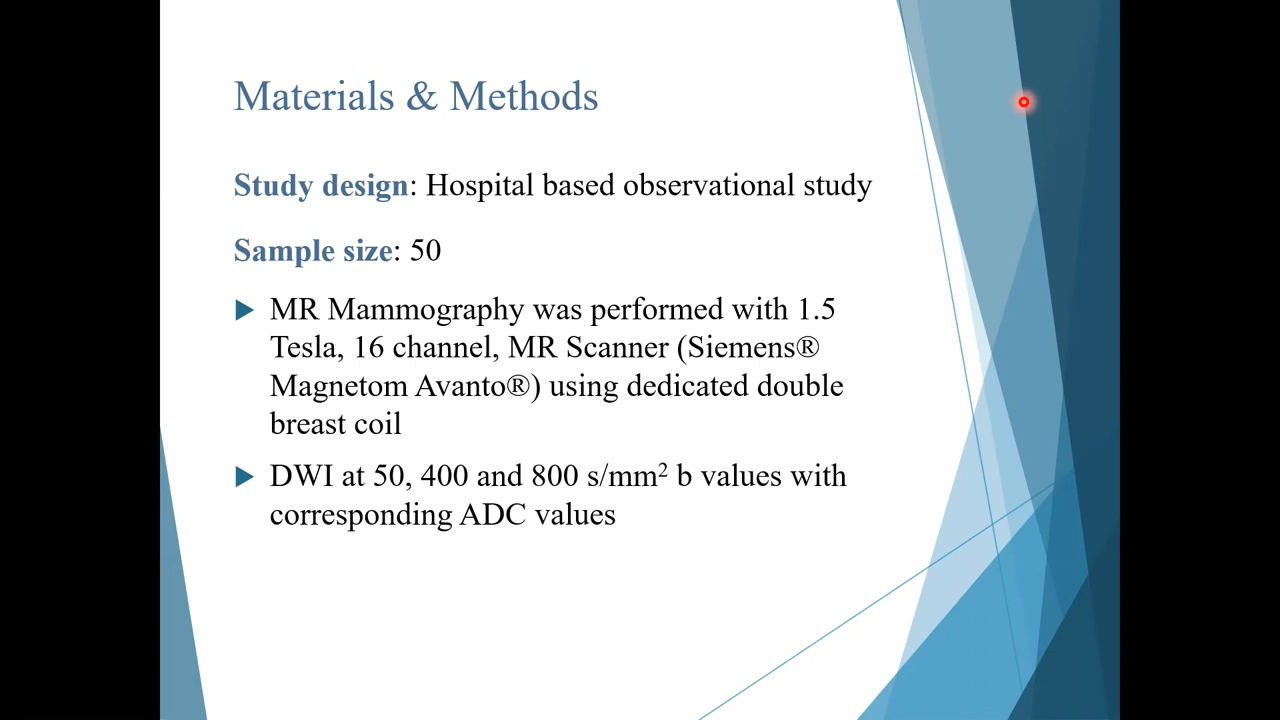 Materials & Methods
Study design: Hospital based observational study
Sample size: 50
MR Mammography was performed with 1.5
Tesla, 16 channel, MR Scanner (Siemens®
Magnetom Avanto®) using dedicated double
breast coil
DWI at 50, 400 and 800 s/mm² b values with
corresponding ADC values